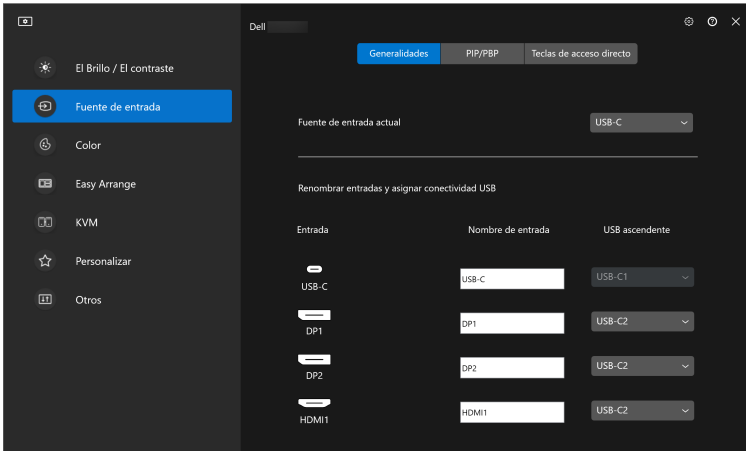 Dell
Generalidades PIP/PBP Teclas de acceso directo
El Brillo / El contraste
Fuente de entrada
Color
Easy Arrange
KVM
Personalizar
Otros
Fuente de entrada actual USB-C
Renombrar entradas y asignar conectividad USB
Entrada Nombre de entrada USB ascendente
USB-C USB-C USB-C1
DP1 DP1 USB-C2
DP2 DP2 USB-C2
HDMI1 HDMI1 USB-C2